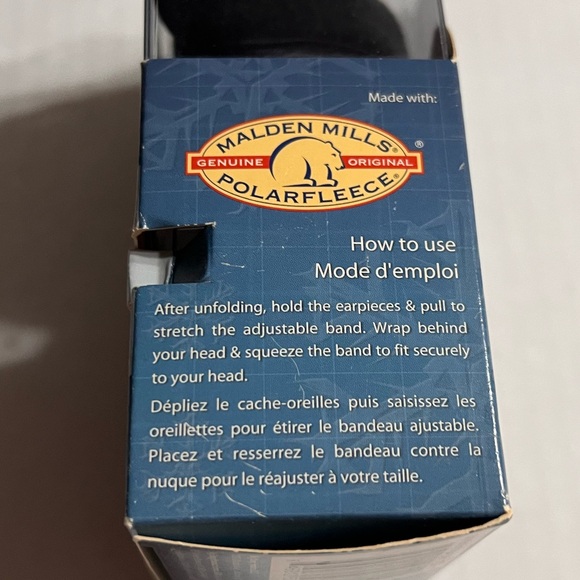 Made with:
MALDEN MILLS®
GENUINE ORIGINAL ®
POLARFLEECE®
How to use
Mode d'emploi
After unfolding, hold the earpieces & pull to
stretch the adjustable band. Wrap behind
your head & squeeze the band to fit securely
to your head.
Dépliez le cache-oreilles puis saisissez les
oreillettes pour étirer le bandeau ajustable.
Placez et resserrez le bandeau contre la
nuque pour le réajuster à votre taille.